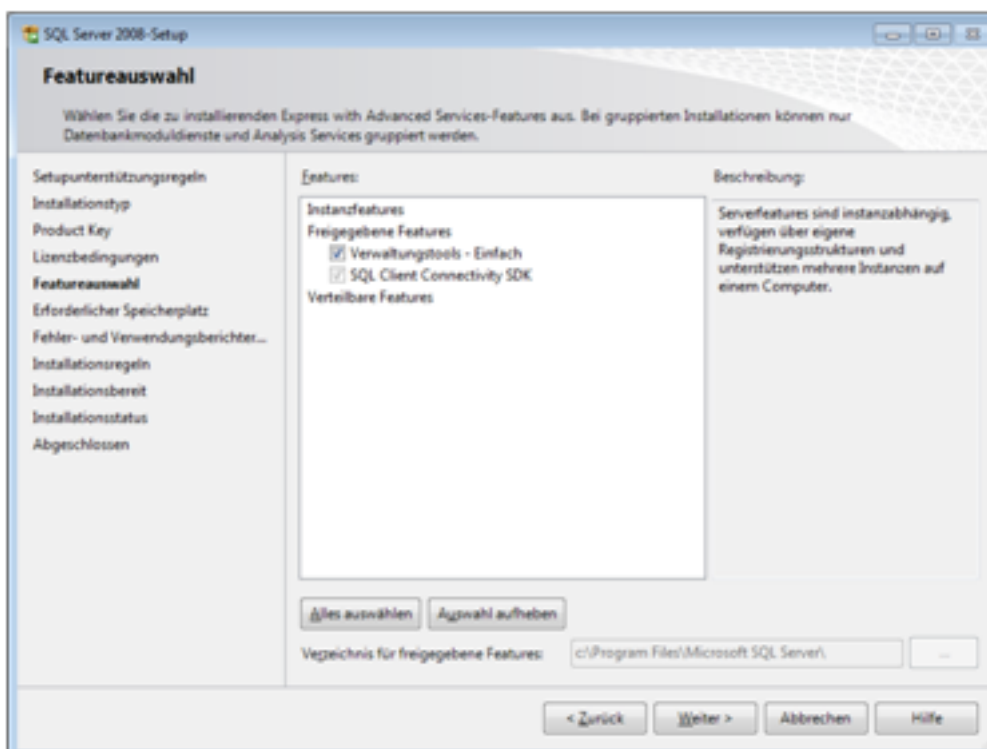 SQL Server 2008-Setup
Featureauswahl
Wählen Sie die zu installierenden Express with Advanced Services-Features aus. Bei gruppierten Installationen können nur
Datenbankmoduldienste und Analysis Services gruppiert werden.
Setupunterstützungsregeln
Installationstyp
Product Key
Lizenzbedingungen
Featureauswahl
Erforderlicher Speicherplatz
Fehler- und Verwendungsberichter...
Installationsregeln
Installationsbereit
Installationsstatus
Abgeschlossen
Features:
Instanzfeatures
Freigegebene Features
Verwaltungstools - Einfach
SQL Client Connectivity SDK
Verteilbare Features
Beschreibung:
Serverfeatures sind instanzabhängig,
verfügen über eigene
Registrierungsstrukturen und
unterstützen mehrere Instanzen auf
einem Computer.
Alles auswählen
Auswahl aufheben
Verzeichnis für freigegebene Features:
c:\Program Files\Microsoft SQL Server\
...
< Zurück
Weiter >
Abbrechen
Hilfe